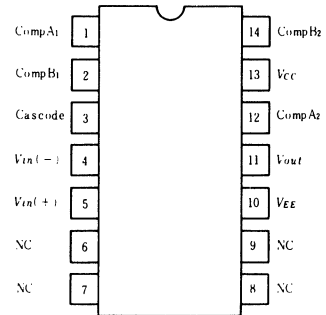 CompA1 1 14 CompB2
CompB1 2 13 VCC
Cascode 3 12 CompA2
Vin(−) 4 11 Vout
Vin(+) 5 10 VEE
NC 6 9 NC
NC 7 8 NC